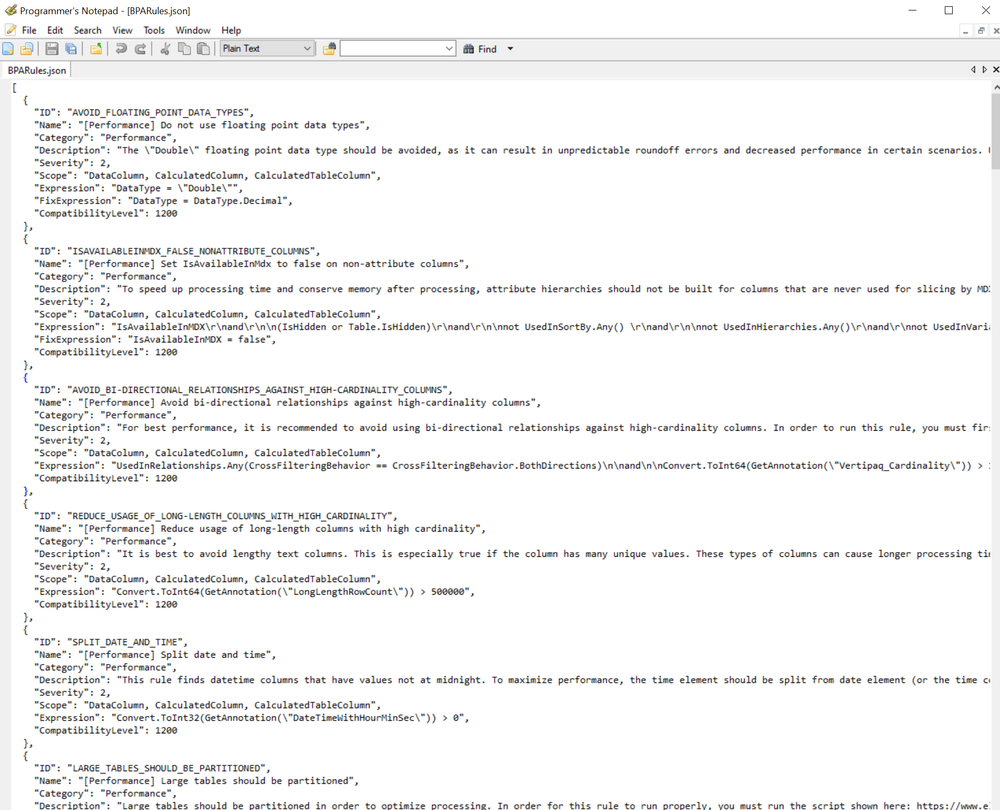 Programmer's Notepad - [BPARules.json]
File Edit Search View Tools Window Help
Plain Text Find
BPARules.json
[
{
"ID": "AVOID_FLOATING_POINT_DATA_TYPES",
"Name": "[Performance] Do not use floating point data types",
"Category": "Performance",
"Description": "The \"Double\" floating point data type should be avoided, as it can result in unpredictable roundoff errors and decreased performance in certain scenarios.
"Severity": 2,
"Scope": "DataColumn, CalculatedColumn, CalculatedTableColumn",
"Expression": "DataType = \"Double\"",
"FixExpression": "DataType = DataType.Decimal",
"CompatibilityLevel": 1200
},
{
"ID": "ISAVAILABLEINMDX_FALSE_NONATTRIBUTE_COLUMNS",
"Name": "[Performance] Set IsAvailableInMdx to false on non-attribute columns",
"Category": "Performance",
"Description": "To speed up processing time and conserve memory after processing, attribute hierarchies should not be built for columns that are never used for slicing by
"Severity": 2,
"Scope": "DataColumn, CalculatedColumn, CalculatedTableColumn",
"Expression": "IsAvailableInMDX\r\nand\r\n\n(IsHidden or Table.IsHidden)\r\nand\r\n\nnot UsedInSortBy.Any() \r\nand\r\n\nnot UsedInHierarchies.Any()\r\nand\r\nnot
"FixExpression": "IsAvailableInMDX = false",
"CompatibilityLevel": 1200
},
{
"ID": "AVOID_BI-DIRECTIONAL_RELATIONSHIPS_AGAINST_HIGH-CARDINALITY_COLUMNS",
"Name": "[Performance] Avoid bi-directional relationships against high-cardinality columns",
"Category": "Performance",
"Description": "For best performance, it is recommended to avoid using bi-directional relationships against high-cardinality columns. In order to run this rule, you must
"Severity": 2,
"Scope": "DataColumn, CalculatedColumn, CalculatedTableColumn",
"Expression": "UsedInRelationships.Any(CrossFilteringBehavior == CrossFilteringBehavior.BothDirections)\n\nand\n\nConvert.ToInt64(GetAnnotation(\"Vertipaq_Cardinality\")) >
"CompatibilityLevel": 1200
},
{
"ID": "REDUCE_USAGE_OF_LONG-LENGTH_COLUMNS_WITH_HIGH_CARDINALITY",
"Name": "[Performance] Reduce usage of long-length columns with high cardinality",
"Category": "Performance",
"Description": "It is best to avoid lengthy text columns. This is especially true if the column has many unique values. These types of columns can cause longer processing
"Severity": 2,
"Scope": "DataColumn, CalculatedColumn, CalculatedTableColumn",
"Expression": "Convert.ToInt64(GetAnnotation(\"LongLengthRowCount\")) > 500000",
"CompatibilityLevel": 1200
},
{
"ID": "SPLIT_DATE_AND_TIME",
"Name": "[Performance] Split date and time",
"Category": "Performance",
"Description": "This rule finds datetime columns that have values not at midnight. To maximize performance, the time element should be split from date element (or the time
"Severity": 2,
"Scope": "DataColumn, CalculatedColumn, CalculatedTableColumn",
"Expression": "Convert.ToInt32(GetAnnotation(\"DateTimeWithHourMinSec\")) > 0",
"CompatibilityLevel": 1200
},
{
"ID": "LARGE_TABLES_SHOULD_BE_PARTITIONED",
"Name": "[Performance] Large tables should be partitioned",
"Category": "Performance",
"Description": "Large tables should be partitioned in order to optimize processing. In order for this rule to run properly, you must run the script shown here: